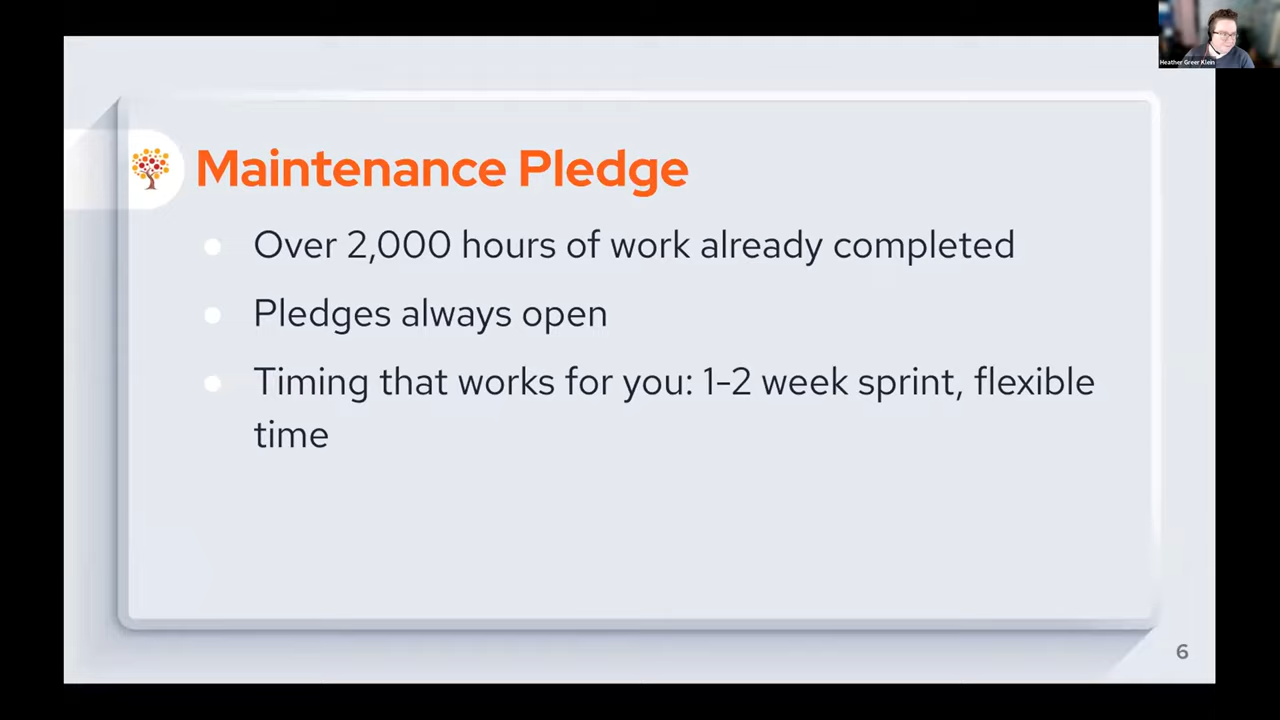 Heather Greer Klein
Maintenance Pledge
Over 2,000 hours of work already completed
Pledges always open
Timing that works for you: 1-2 week sprint, flexible
time
6